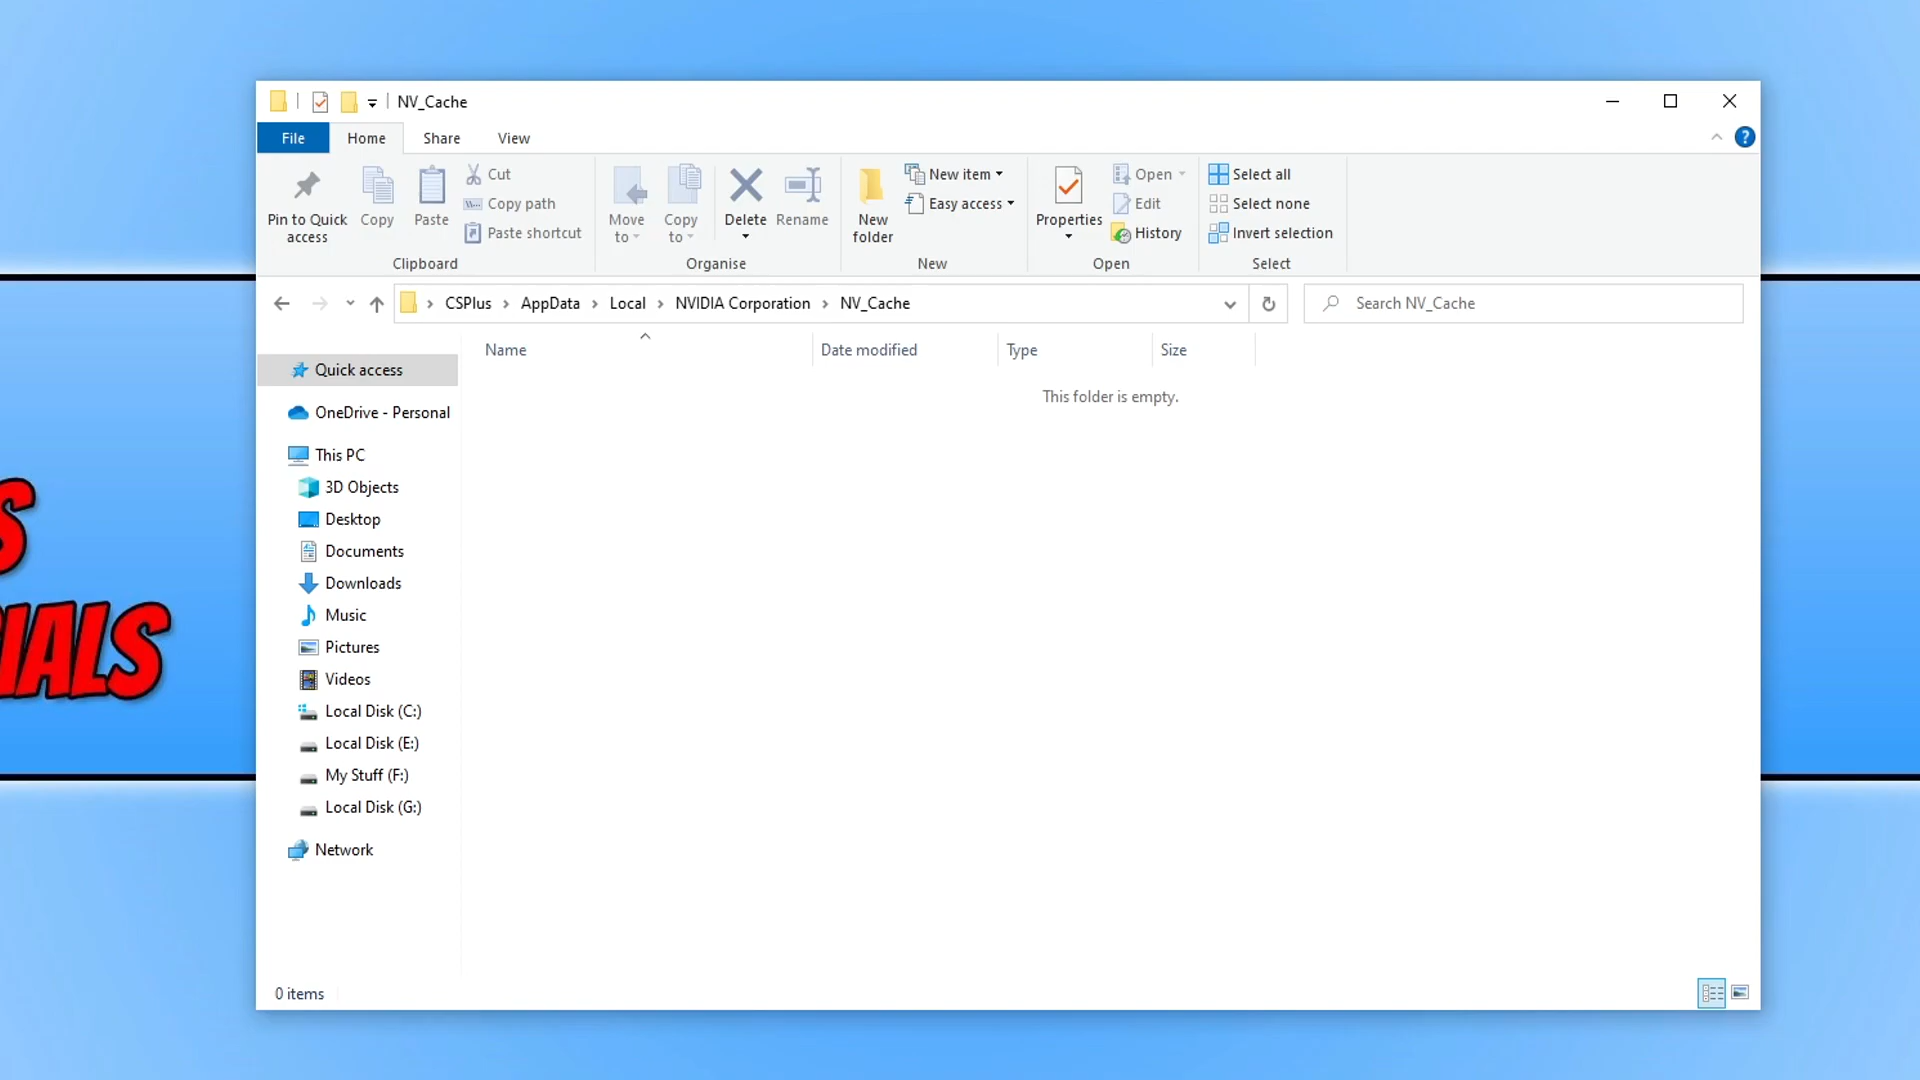 NV_Cache
File Home Share View
Pin to Quick access
Copy
Paste
Cut
Copy path
Paste shortcut
Clipboard
Move to
Copy to
Delete
Rename
Organise
New folder
New item
Easy access
New
Properties
Open
Edit
History
Open
Select all
Select none
Invert selection
Select
CSPlus > AppData > Local > NVIDIA Corporation > NV_Cache
Search NV_Cache
Name Date modified Type Size
This folder is empty.
Quick access
OneDrive - Personal
This PC
3D Objects
Desktop
Documents
Downloads
Music
Pictures
Videos
Local Disk (C:)
Local Disk (E:)
My Stuff (F:)
Local Disk (G:)
Network
0 items
S
IALS